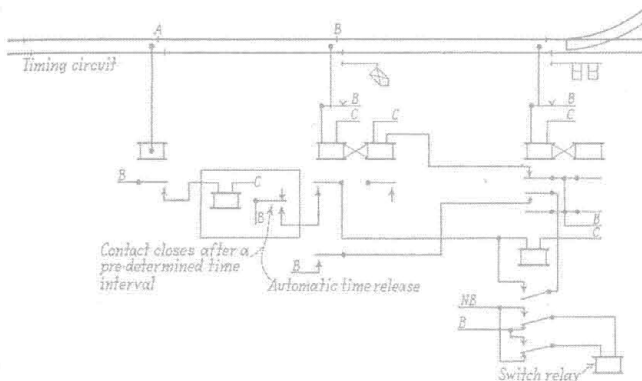 A
B
Timing circuit
B
C
C
B
C
B
C
B
B
C
Contact closes after a
pre-determined time
interval
B
Automatic time release
NB
B
Switch relay